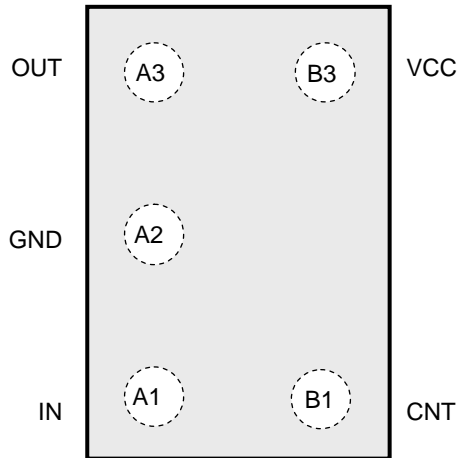 OUT A3 B3 VCC
GND A2
IN A1 B1 CNT